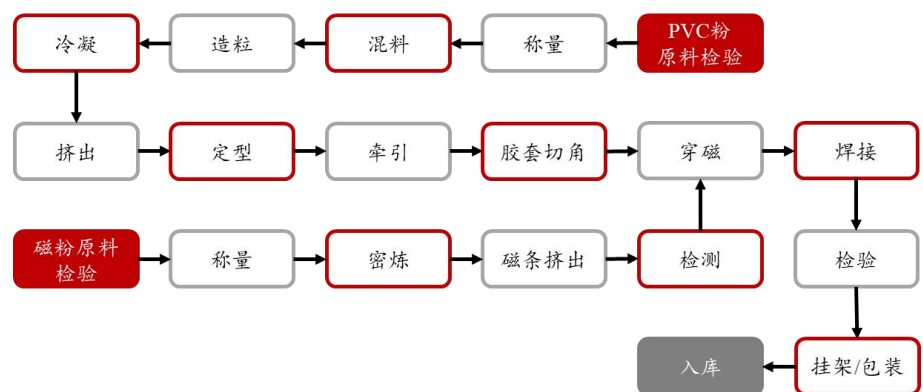 冷凝
造粒
混料
称量
PVC粉
原料检验
挤出
定型
牵引
胶套切角
穿磁
焊接
磁粉原料
检验
称量
密炼
磁条挤出
检测
检验
入库
挂架/包装